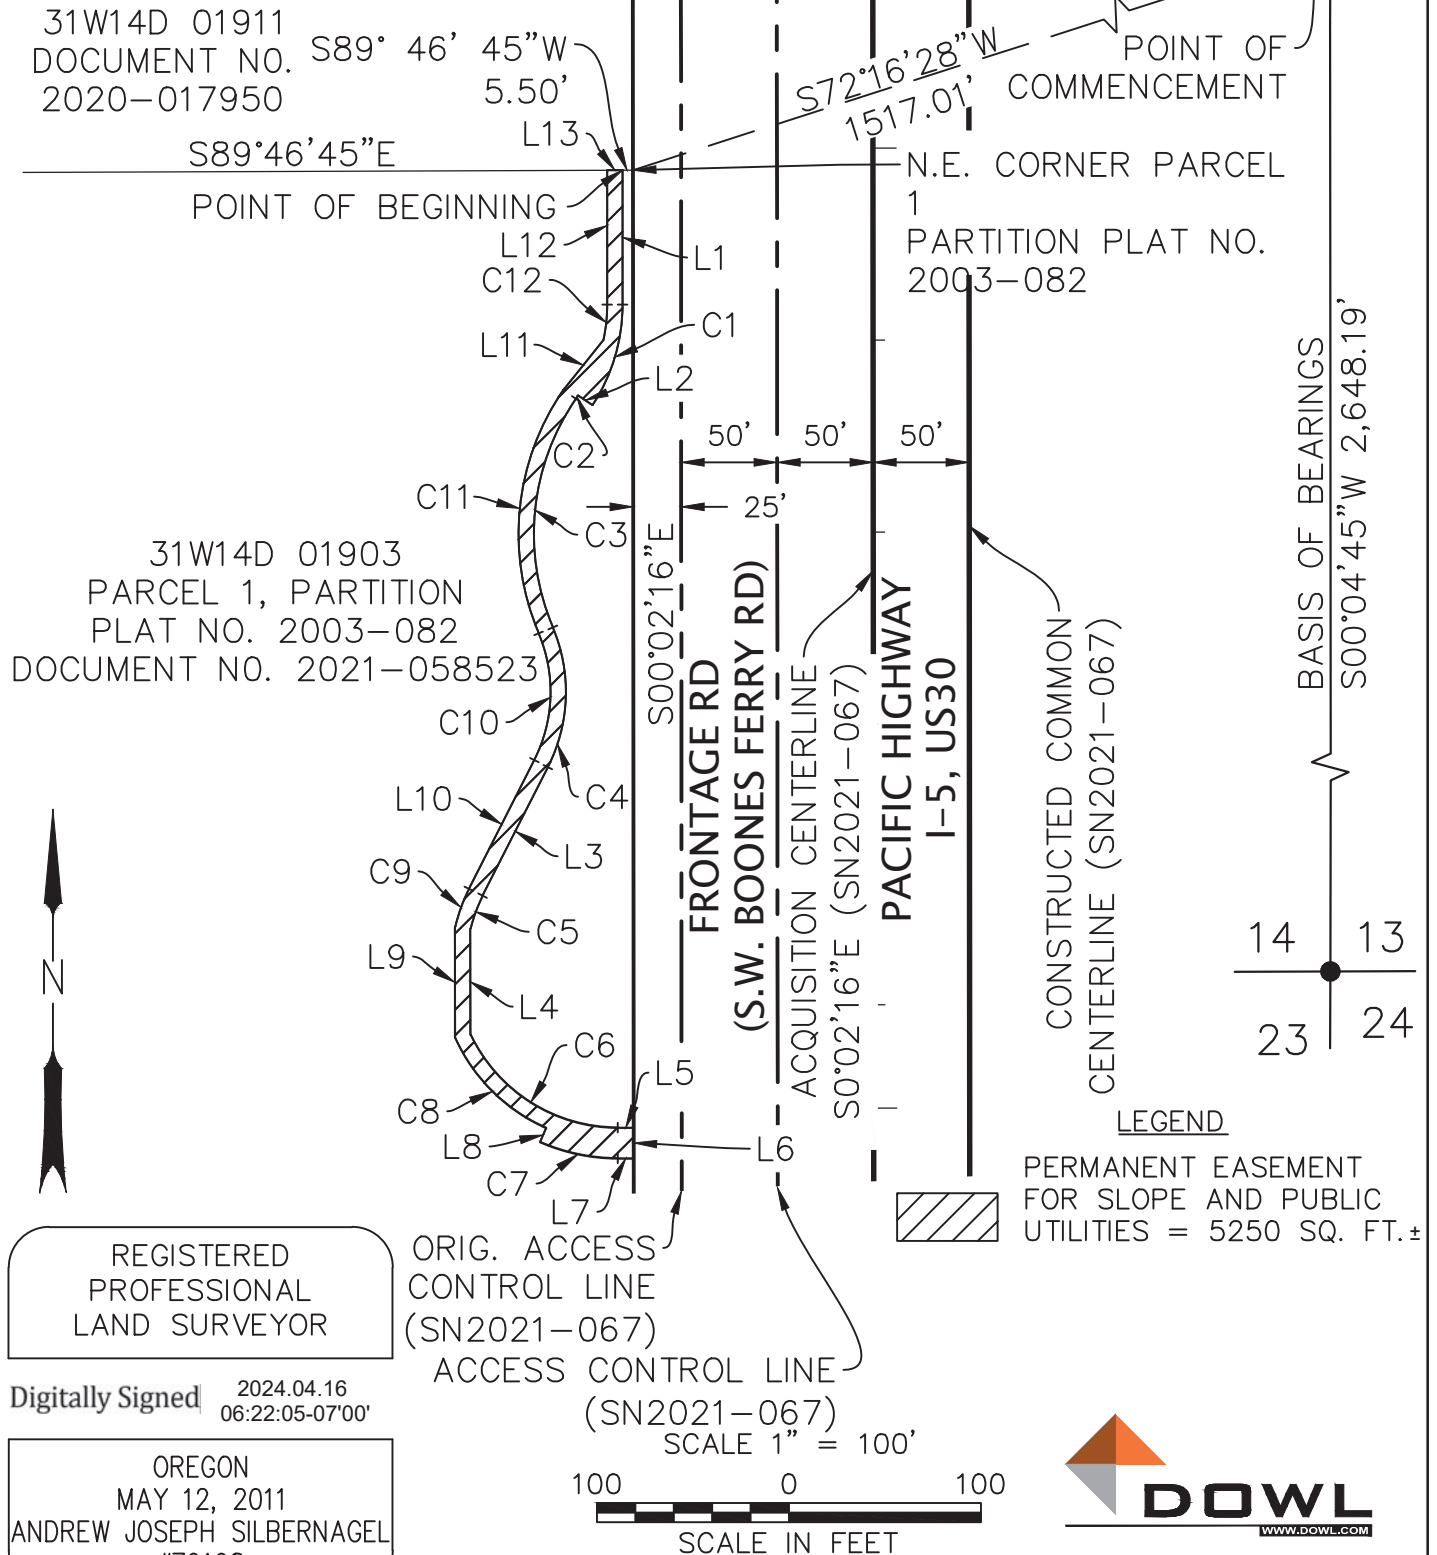 31W14D 01911
DOCUMENT NO.
2020-017950
S89° 46' 45"W
5.50'
L13
S89°46'45"E
POINT OF BEGINNING
S72°16'28"W
1517.01'
POINT OF
COMMENCEMENT
N.E. CORNER PARCEL
1
PARTITION PLAT NO.
2003-082
L12
L1
C12
C1
L11
L2
C2
50'
50'
50'
C11
C3
25'
31W14D 01903
PARCEL 1, PARTITION
PLAT NO. 2003-082
DOCUMENT NO. 2021-058523
S00°02'16"E
FRONTAGE RD
(S.W. BOONES FERRY RD)
ACQUISITION CENTERLINE
S0°02'16"E (SN2021-067)
PACIFIC HIGHWAY
I-5, US30
CONSTRUCTED COMMON
CENTERLINE (SN2021-067)
BASIS OF BEARINGS
S00°04'45"W 2,648.19'
C10
C4
L10
L3
C9
C5
L9
L4
N
14
13
23
24
C6
L5
C8
L8
L6
C7
L7
LEGEND
PERMANENT EASEMENT
FOR SLOPE AND PUBLIC
UTILITIES = 5250 SQ. FT.±
REGISTERED
PROFESSIONAL
LAND SURVEYOR
ORIG. ACCESS
CONTROL LINE
(SN2021-067)
ACCESS CONTROL LINE
(SN2021-067)
Digitally Signed
2024.04.16
06:22:05-07'00'
OREGON
MAY 12, 2011
ANDREW JOSEPH SILBERNAGEL
SCALE 1" = 100'
100
0
100
SCALE IN FEET
DOWL
WWW.DOWL.COM